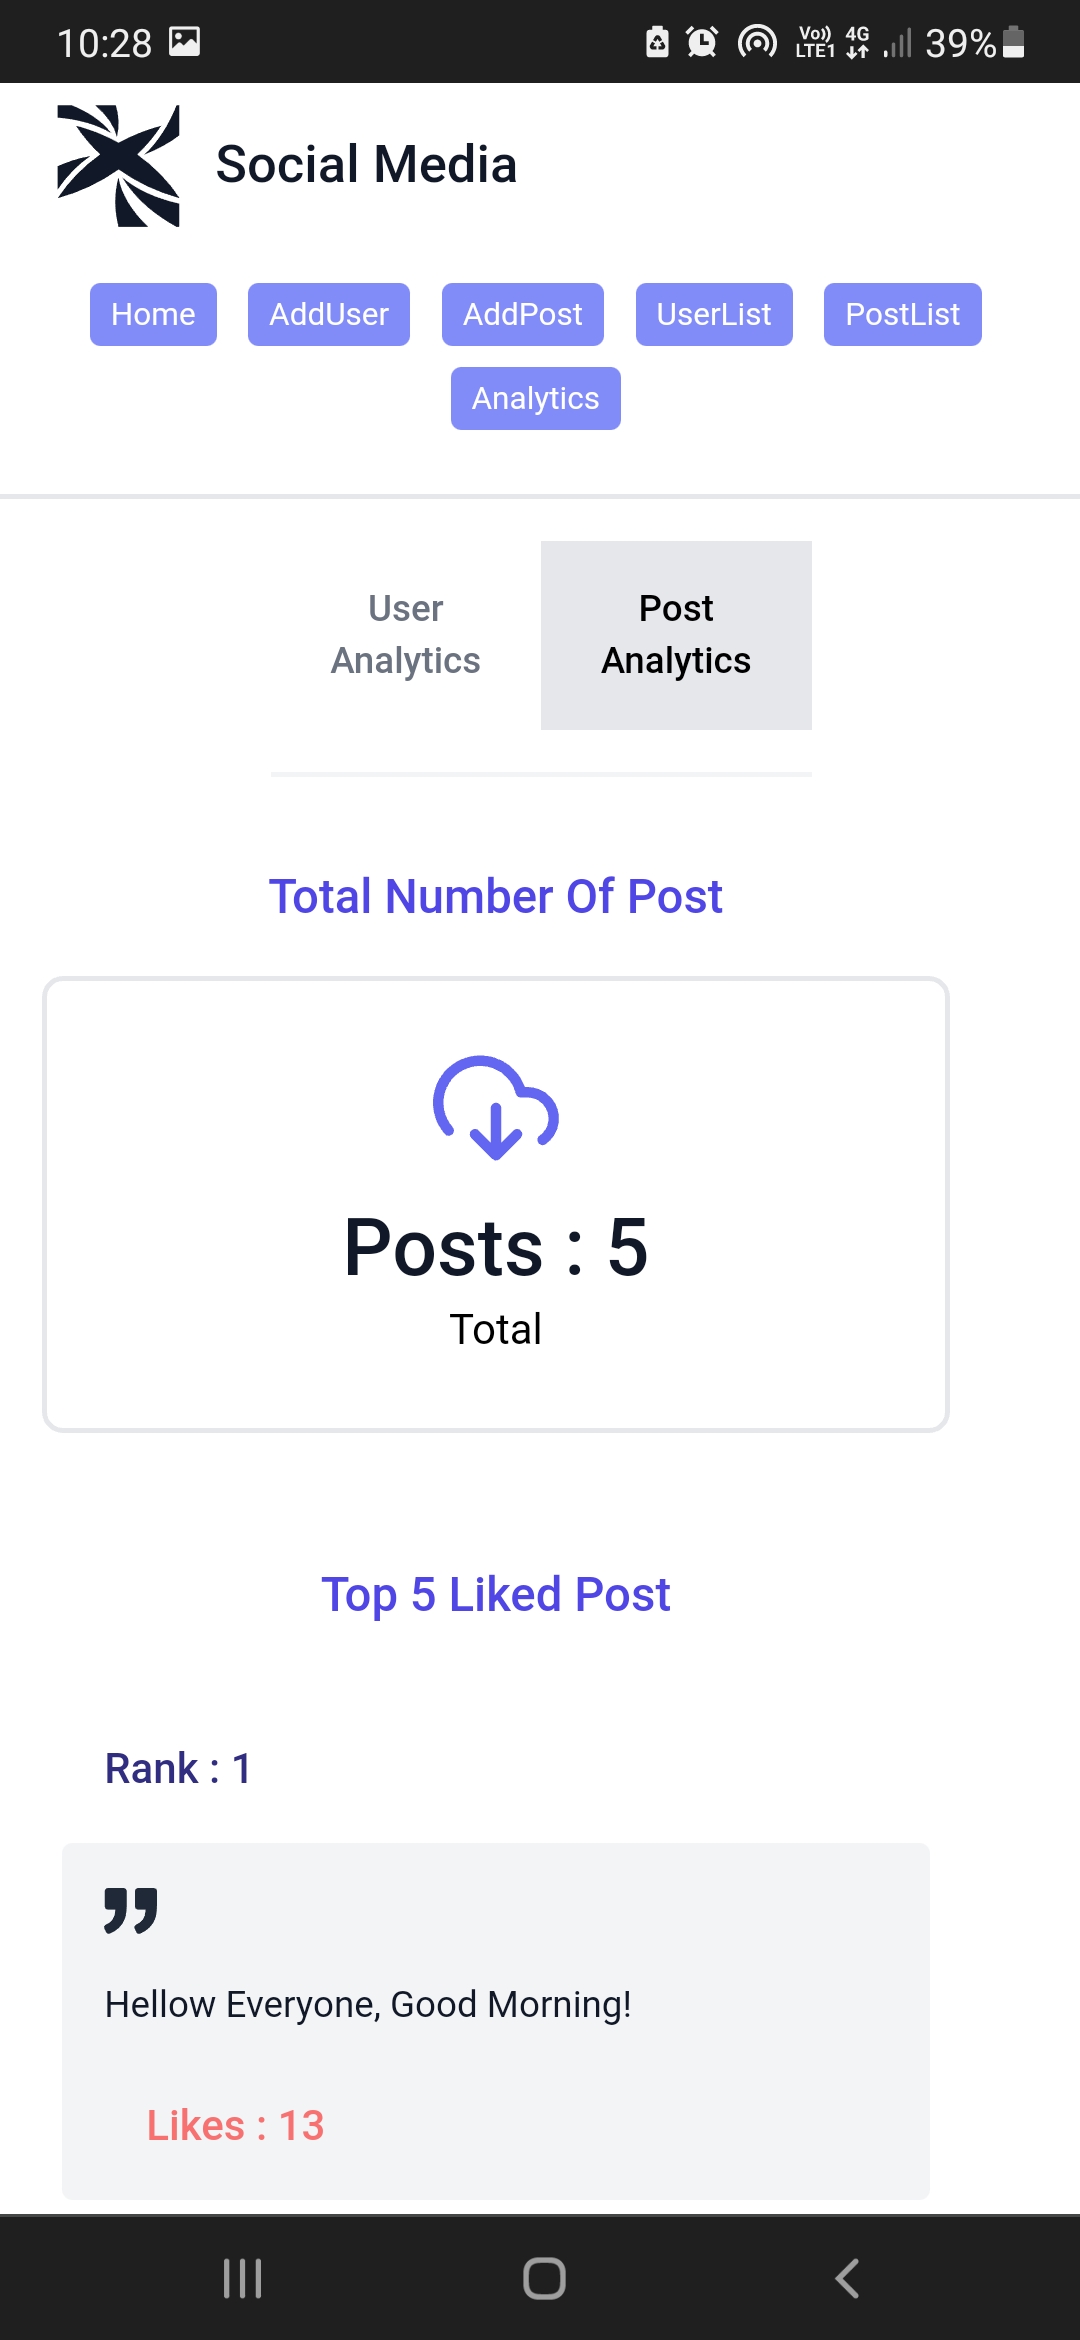 10:28
Vo)) LTE1 4G 39%
Social Media
Home AddUser AddPost UserList PostList
Analytics
User Analytics
Post Analytics
Total Number Of Post
Posts : 5
Total
Top 5 Liked Post
Rank : 1
Hellow Everyone, Good Morning!
Likes : 13